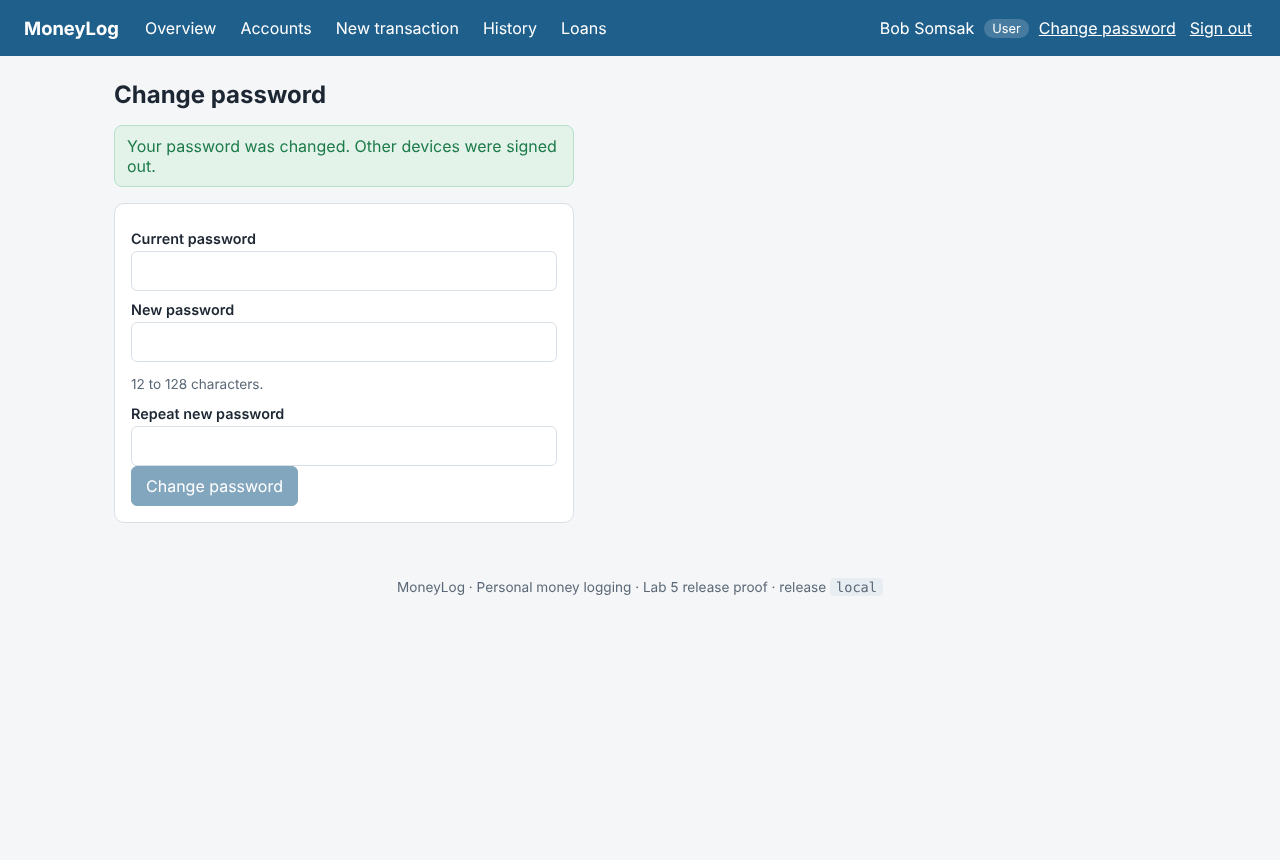 MoneyLog Overview Accounts New transaction History Loans Bob Somsak User Change password Sign out
Change password
Your password was changed. Other devices were signed
out.
Current password
New password
12 to 128 characters.
Repeat new password
Change password
MoneyLog · Personal money logging · Lab 5 release proof · release local